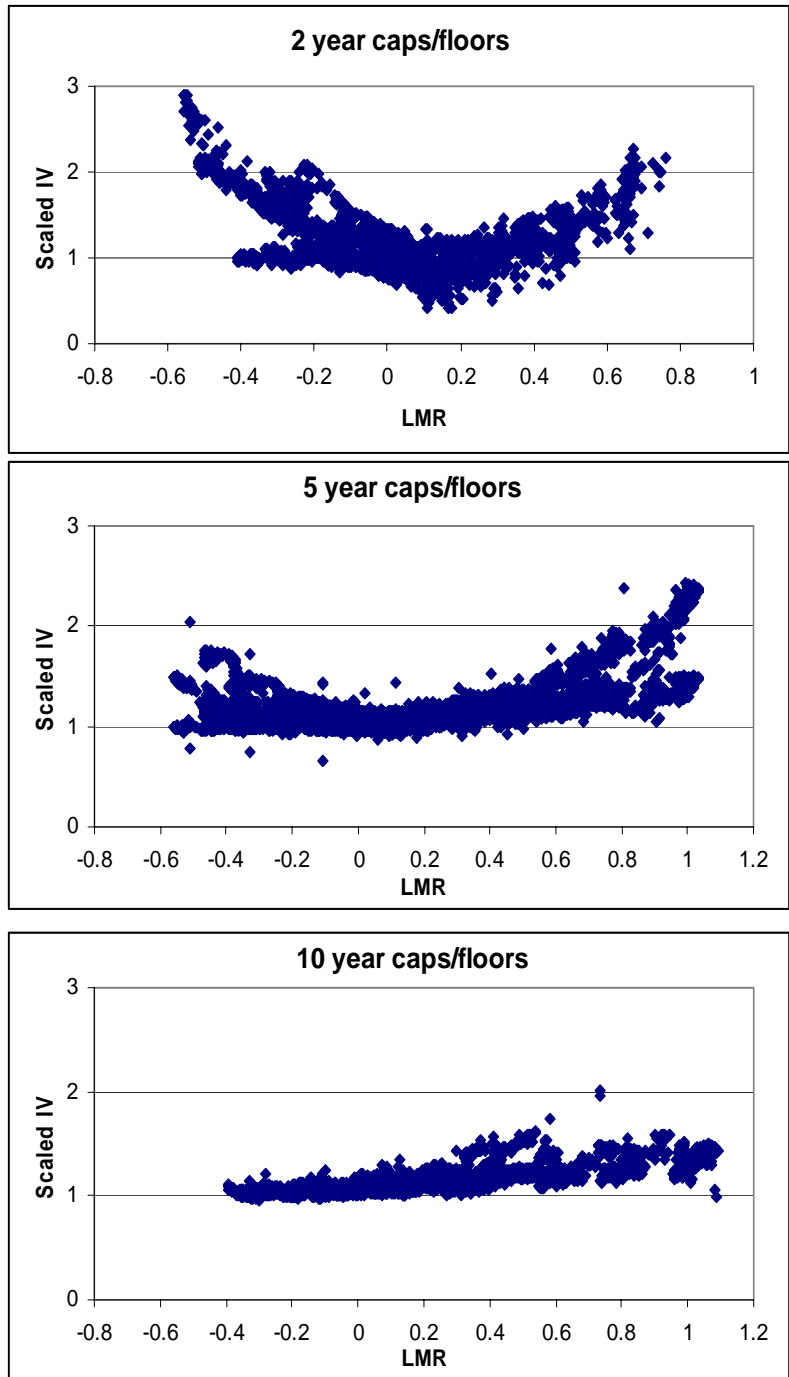 2 year caps/floors
3
2
1
0
Scaled IV
-0.8 -0.6 -0.4 -0.2 0 0.2 0.4 0.6 0.8 1
LMR
5 year caps/floors
3
2
1
0
Scaled IV
-0.8 -0.6 -0.4 -0.2 0 0.2 0.4 0.6 0.8 1 1.2
LMR
10 year caps/floors
3
2
1
0
Scaled IV
-0.8 -0.6 -0.4 -0.2 0 0.2 0.4 0.6 0.8 1 1.2
LMR